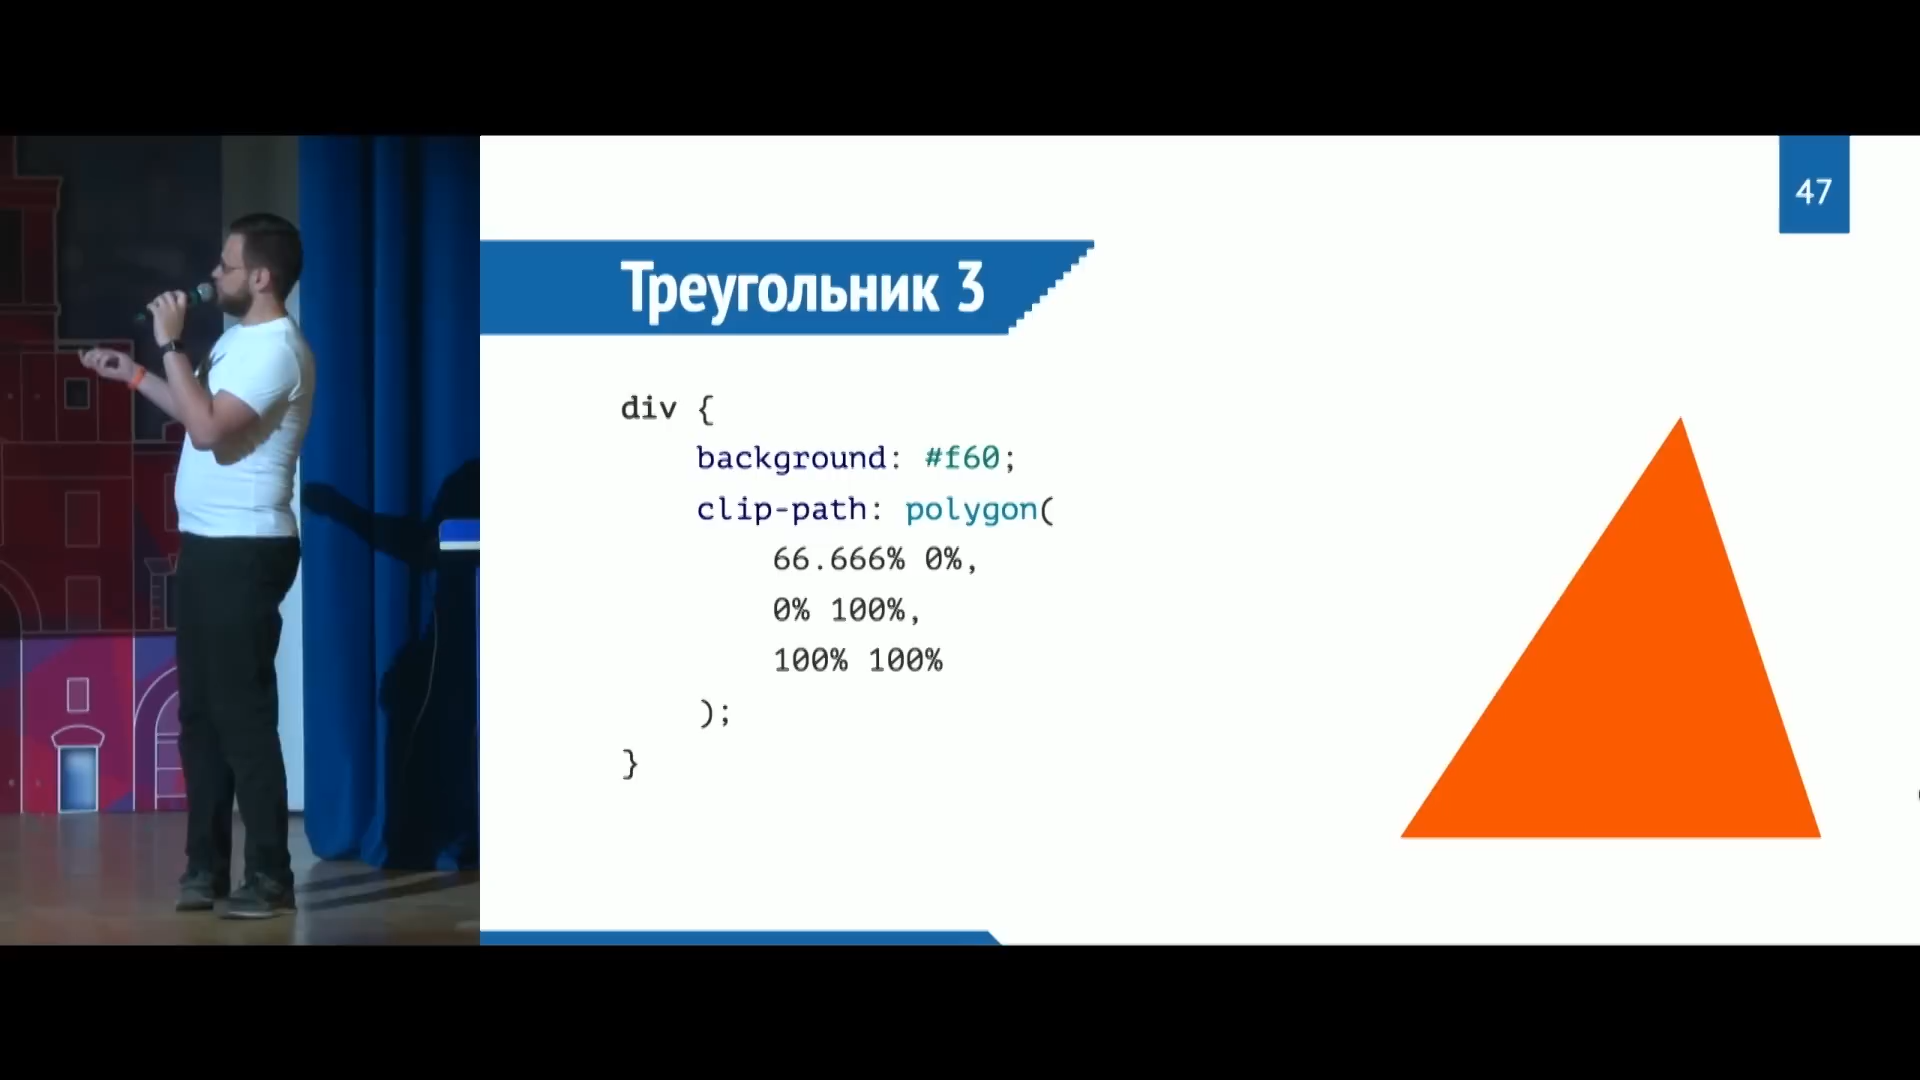 47
Треугольник 3
div {
background: #f60;
clip-path: polygon(
66.666% 0%,
0% 100%,
100% 100%
);
}